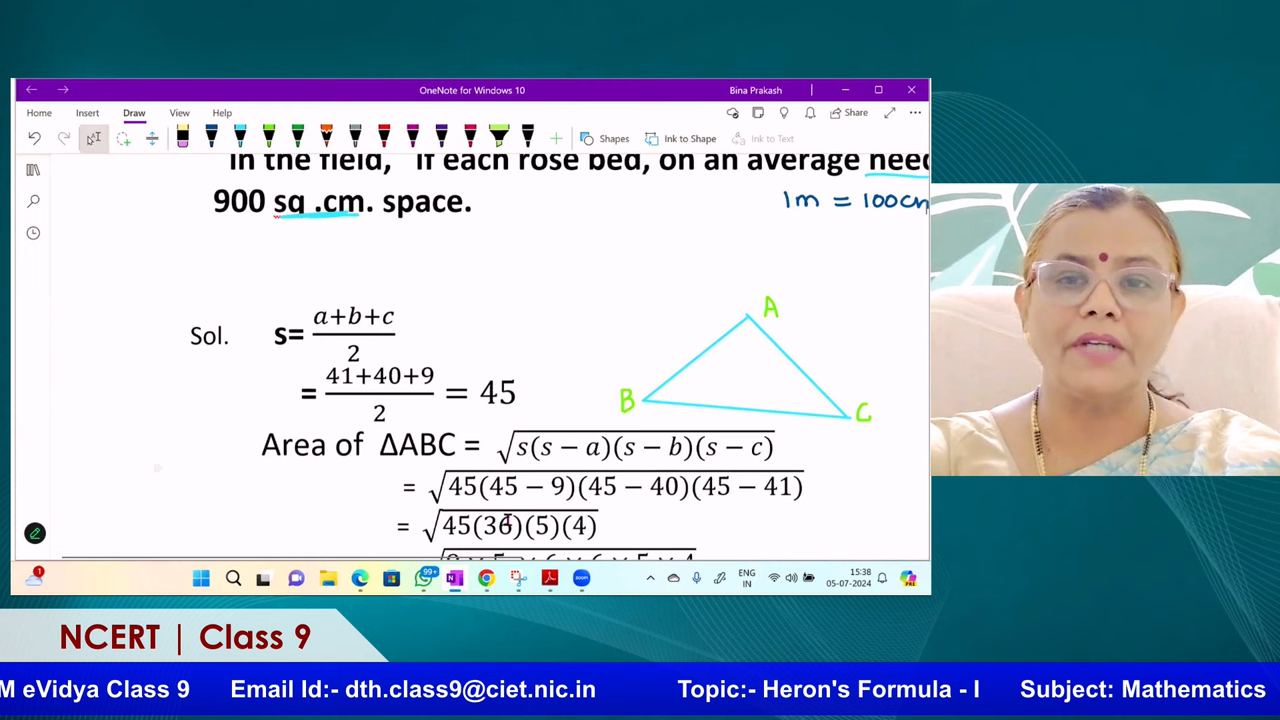 OneNote for Windows 10
Bina Prakash
Home Insert Draw View Help
Share
Shapes
Ink to Shape
Ink to Text
in the field, if each rose bed, on an average need
900 sq .cm. space.
1m = 100cm
Sol. s= a+b+c
2
= 41+40+9 = 45
2
A
B
C
Area of ΔABC = √s(s − a)(s − b)(s − c)
= √45(45 − 9)(45 − 40)(45 − 41)
= √45(36)(5)(4)
99+
1
ENG
IN
15:38
05-07-2024
NCERT | Class 9
M eVidya Class 9 Email Id:- dth.class9@ciet.nic.in Topic:- Heron's Formula - I Subject: Mathematics